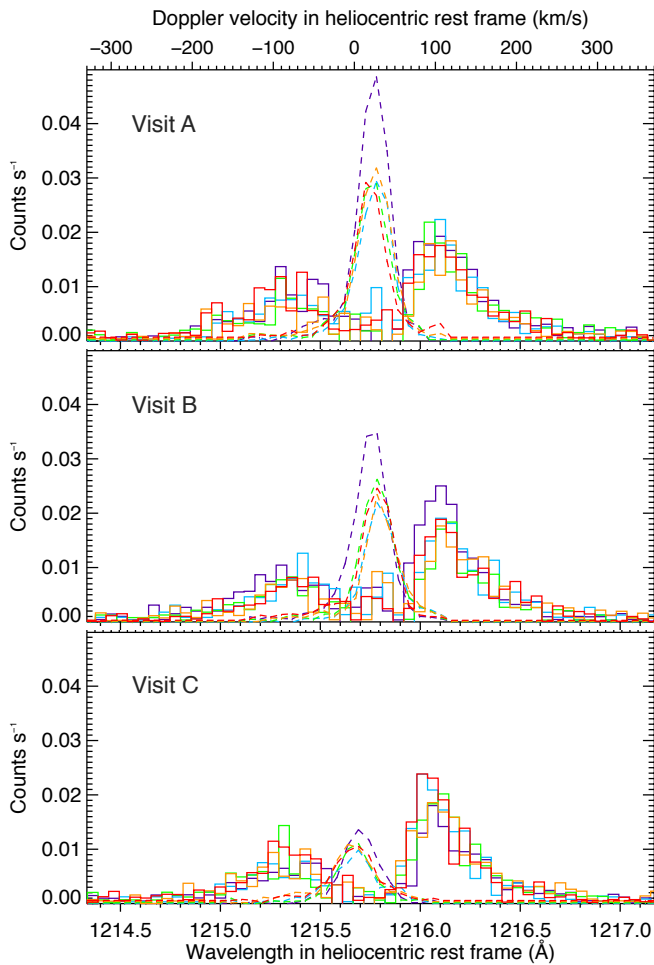 Doppler velocity in heliocentric rest frame (km/s)
−300 −200 −100 0 100 200 300
Visit A
0.04
0.03
0.02
0.01
0.00
Counts s⁻¹
Visit B
0.04
0.03
0.02
0.01
0.00
Counts s⁻¹
Visit C
0.04
0.03
0.02
0.01
0.00
Counts s⁻¹
1214.5 1215.0 1215.5 1216.0 1216.5 1217.0
Wavelength in heliocentric rest frame (Å)